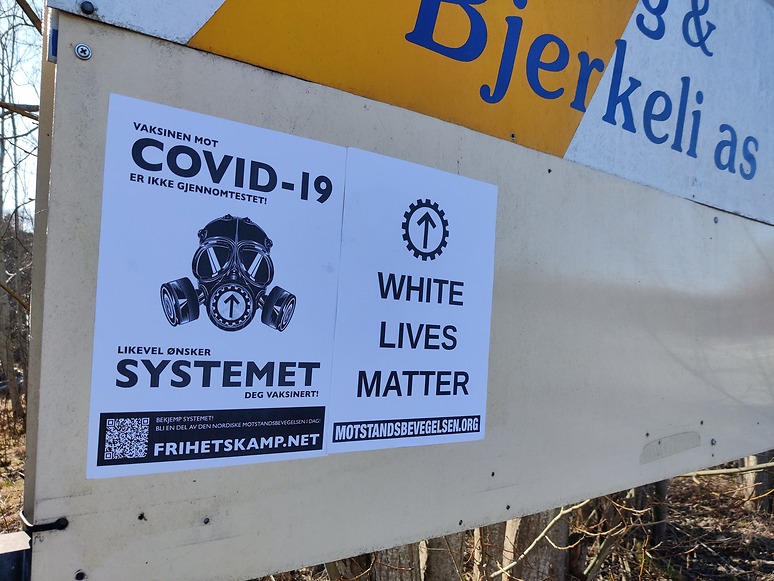 Bjerkeli as
&
VAKSINEN MOT
COVID-19
ER IKKE GJENNOMTESTET!
LIKEVEL ØNSKER
SYSTEMET
DEG VAKSINERT!
BEKJEMP SYSTEMET!
BLI EN DEL AV DEN NORDISKE MOTSTANDSBEVEGELSEN I DAG!
FRIHETSKAMP.NET
WHITE
LIVES
MATTER
MOTSTANDSBEVEGELSEN.ORG